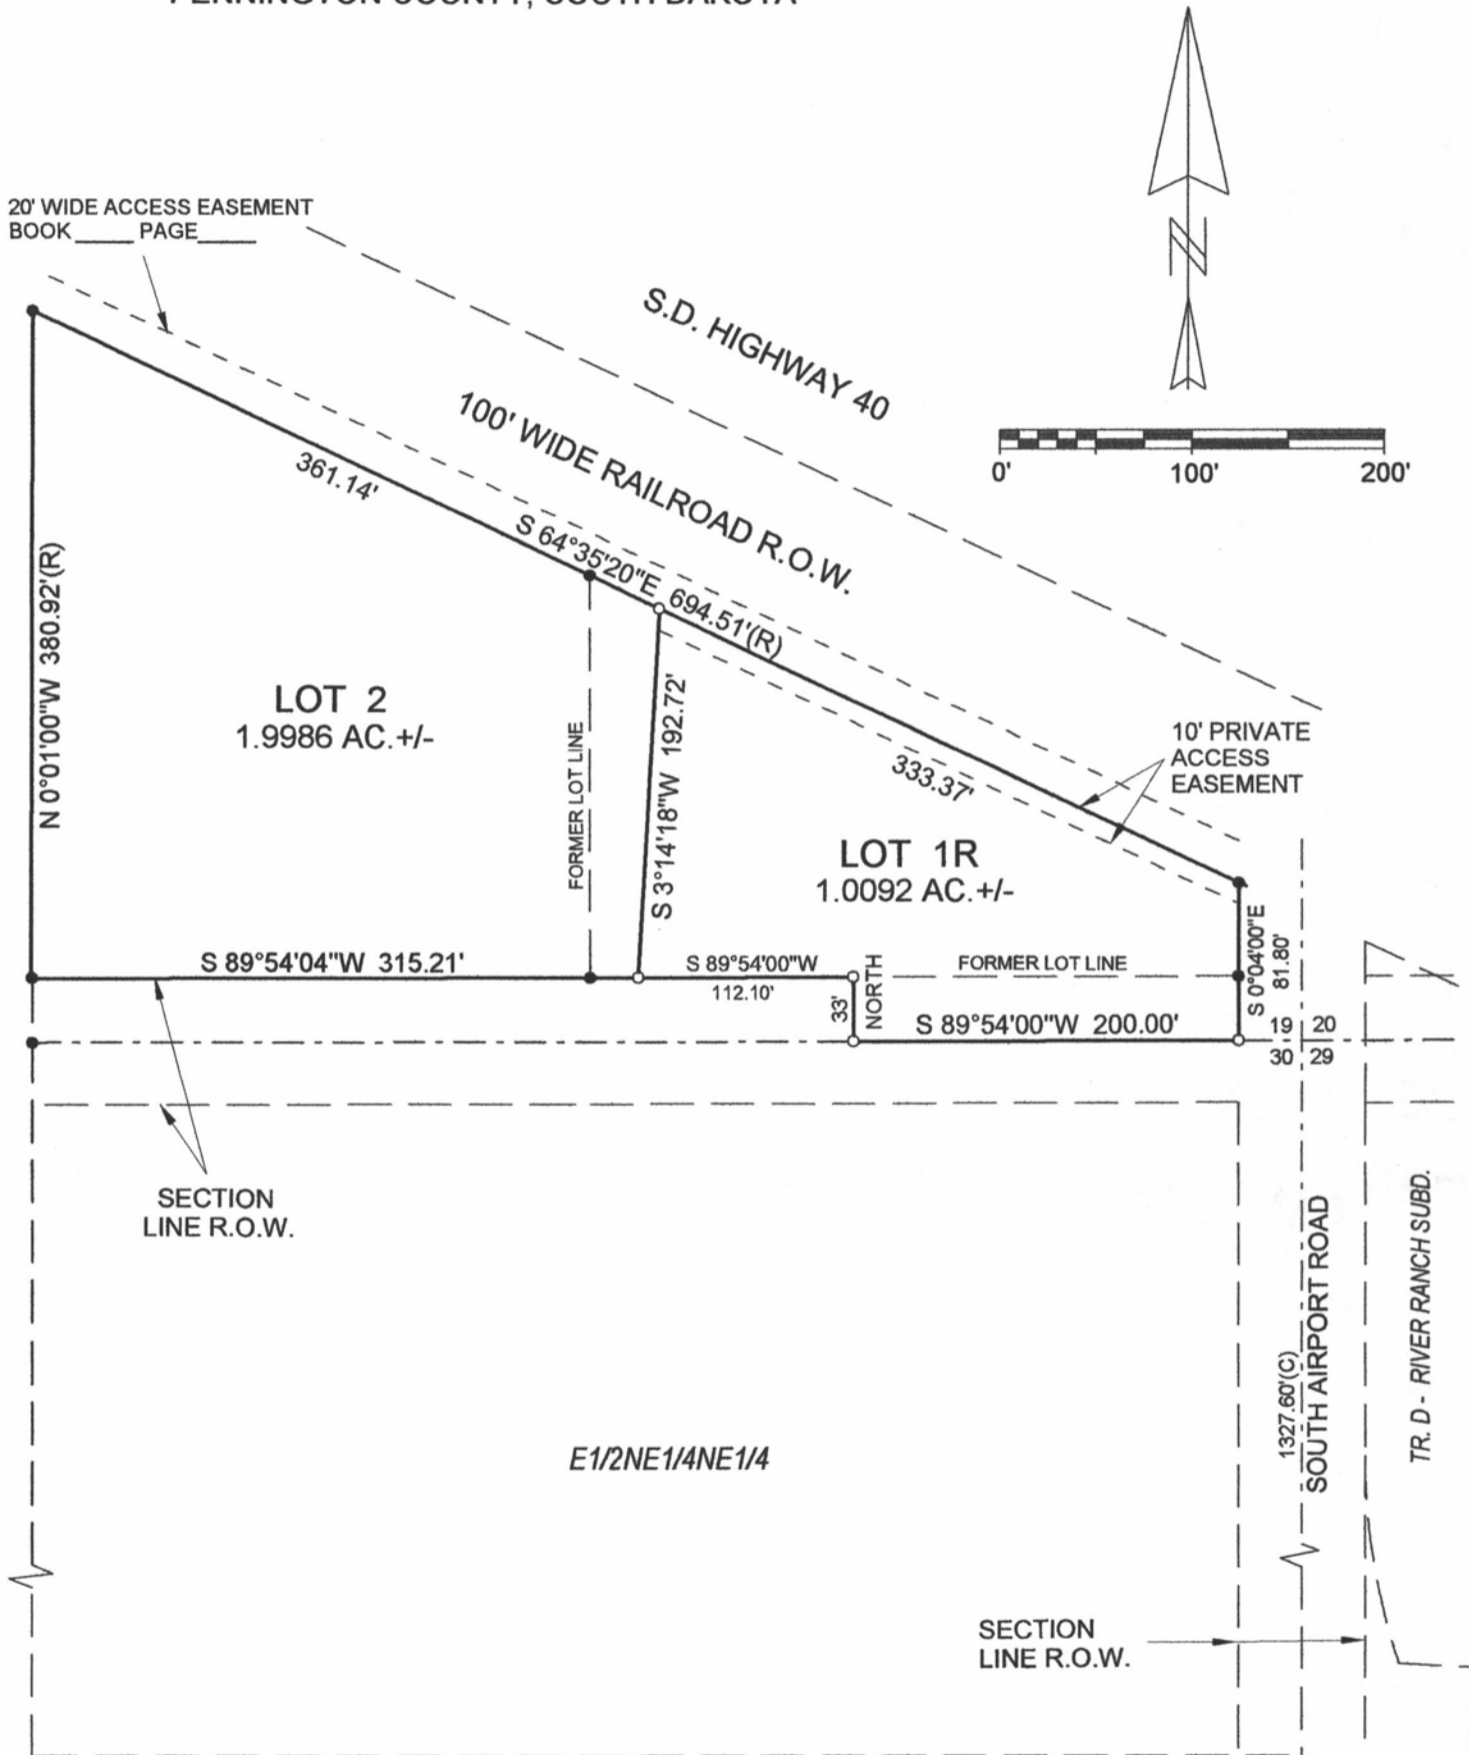 PENNINGTON COUNTY, SOUTH DAKOTA
20' WIDE ACCESS EASEMENT
BOOK_____ PAGE_____
S.D. HIGHWAY 40
N
0' 100' 200'
100' WIDE RAILROAD R.O.W.
361.14'
S 64°35'20"E 694.51'(R)
N 0°01'00"W 380.92'(R)
LOT 2
1.9986 AC.+/-
FORMER LOT LINE
S 3°14'18"W 192.72'
333.37'
10' PRIVATE
ACCESS
EASEMENT
LOT 1R
1.0092 AC.+/-
S 0°04'00"E
81.80'
S 89°54'04"W 315.21'
S 89°54'00"W
112.10'
33'
NORTH
FORMER LOT LINE
S 89°54'00"W 200.00'
19 20
30 29
SECTION
LINE R.O.W.
1327.60'(C)
SOUTH AIRPORT ROAD
TR. D - RIVER RANCH SUBD.
E1/2NE1/4NE1/4
SECTION
LINE R.O.W.